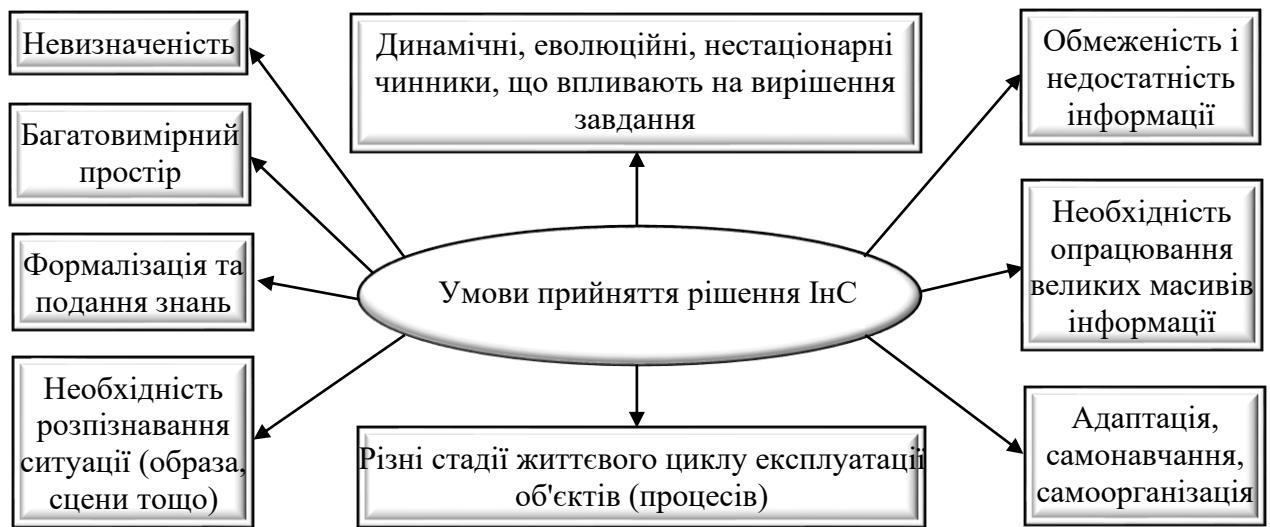 Невизначеність
Динамічні, еволюційні, нестаціонарні
чинники, що впливають на вирішення
завдання
Обмеженість і
недостатність
інформації
Багатовимірний
простір
Необхідність
опрацювання
великих масивів
інформації
Формалізація та
подання знань
Умови прийняття рішення ІнС
Необхідність
розпізнавання
ситуації (образа,
сцени тощо)
Різні стадії життєвого циклу експлуатації
об'єктів (процесів)
Адаптація,
самонавчання,
самоорганізація